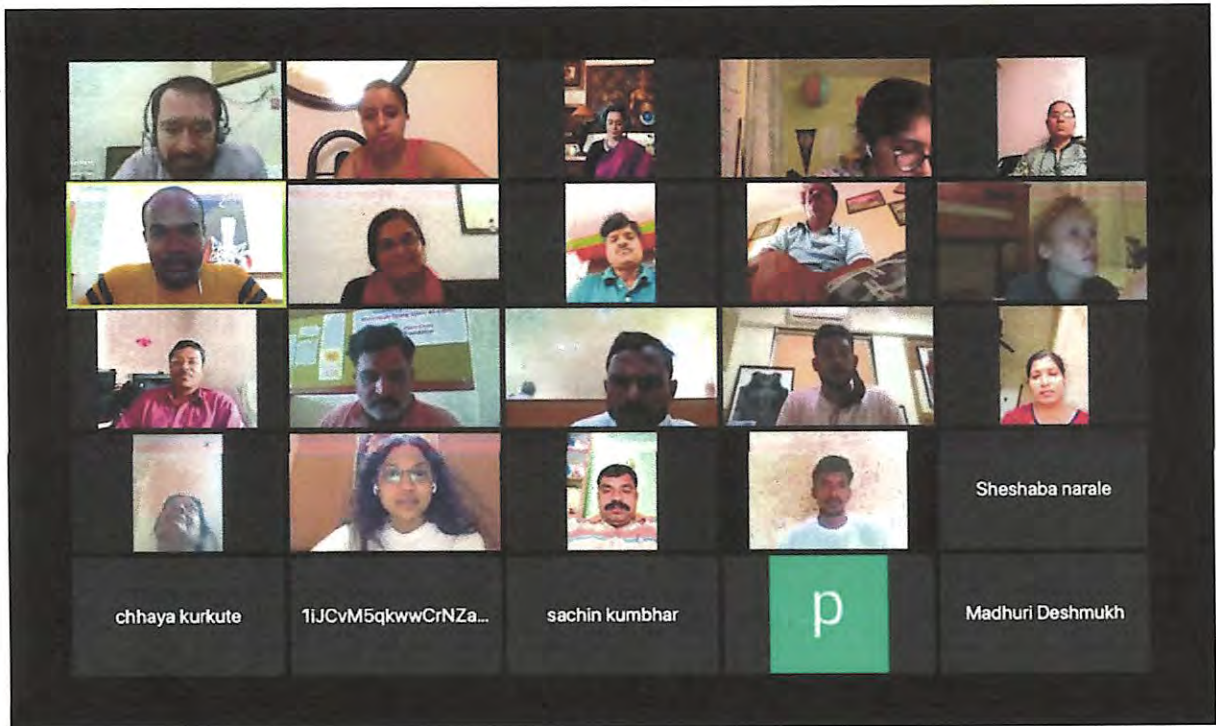 Sheshaba narale
chhaya kurkute
1iJCvM5qkwwCrNZa...
sachin kumbhar
p
Madhuri Deshmukh